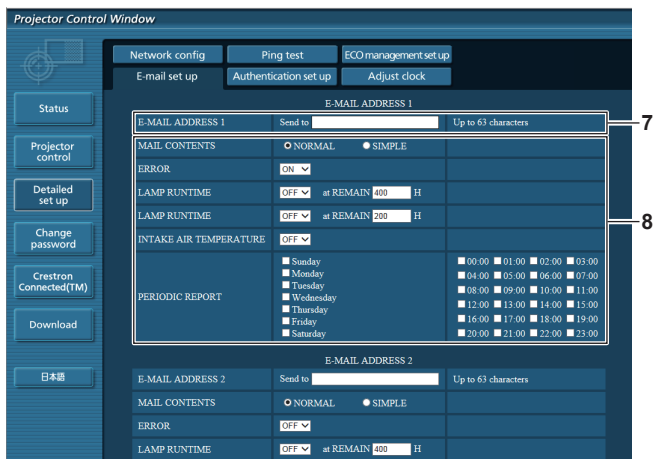 Projector Control Window
Network config Ping test ECO management set up
E-mail set up Authentication set up Adjust clock
Status
Projector control
Detailed set up
Change password
Crestron Connected(TM)
Download
日本語
E-MAIL ADDRESS 1
E-MAIL ADDRESS 1 Send to Up to 63 characters 7
MAIL CONTENTS NORMAL SIMPLE
ERROR ON
LAMP RUNTIME OFF at REMAIN 400 H
LAMP RUNTIME OFF at REMAIN 200 H
8
INTAKE AIR TEMPERATURE OFF
PERIODIC REPORT
Sunday
Monday
Tuesday
Wednesday
Thursday
Friday
Saturday
00:00 01:00 02:00 03:00
04:00 05:00 06:00 07:00
08:00 09:00 10:00 11:00
12:00 13:00 14:00 15:00
16:00 17:00 18:00 19:00
20:00 21:00 22:00 23:00
E-MAIL ADDRESS 2
E-MAIL ADDRESS 2 Send to Up to 63 characters
MAIL CONTENTS NORMAL SIMPLE
ERROR OFF
LAMP RUNTIME OFF at REMAIN 400 H